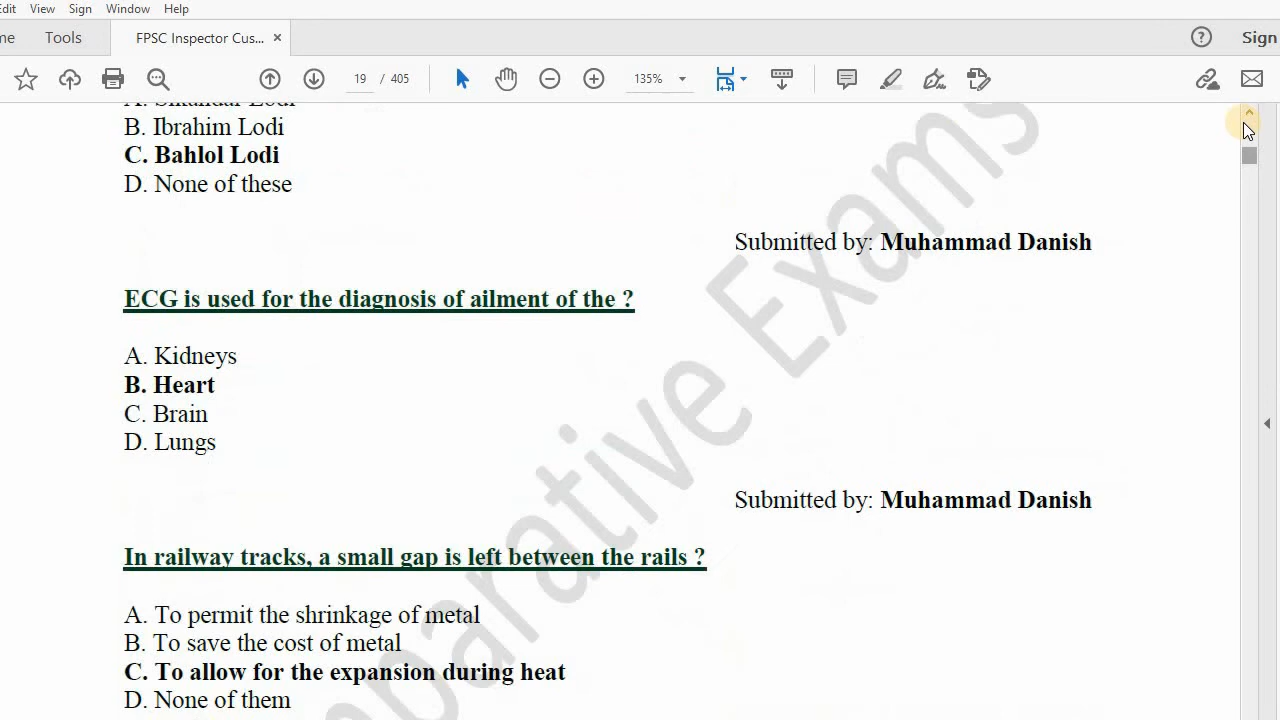 Edit View Sign Window Help
me Tools FPSC Inspector Cus... × ? Sign
19 / 405 135%
A. Sikandar Lodi
B. Ibrahim Lodi
C. Bahlol Lodi
D. None of these
Submitted by: Muhammad Danish
ECG is used for the diagnosis of ailment of the ?
A. Kidneys
B. Heart
C. Brain
D. Lungs
Submitted by: Muhammad Danish
In railway tracks, a small gap is left between the rails ?
A. To permit the shrinkage of metal
B. To save the cost of metal
C. To allow for the expansion during heat
D. None of them
parative Exams